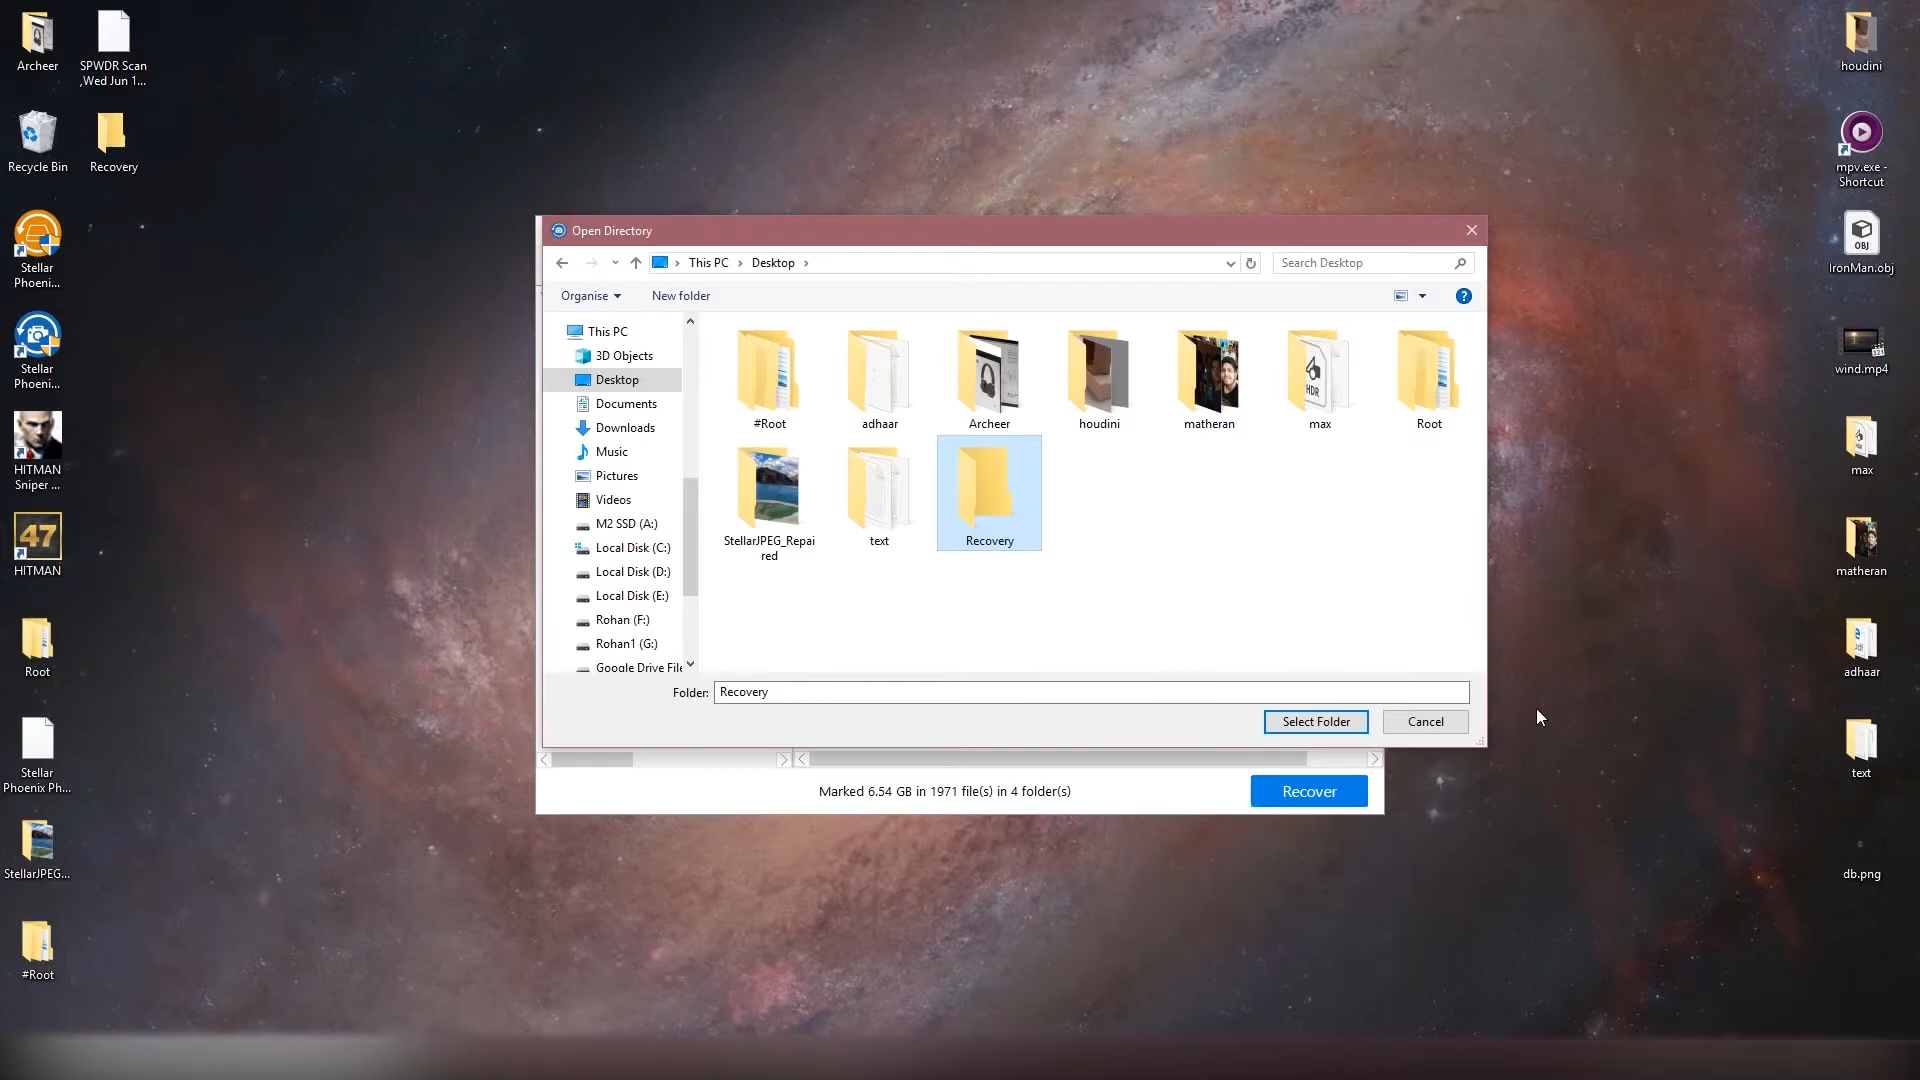 Archeer
SPWDR Scan
,Wed Jun 1...
Recycle Bin
Recovery
Stellar
Phoeni...
Stellar
Phoeni...
HITMAN
Sniper ...
47
HITMAN
Root
Stellar
Phoenix Ph...
StellarJPEG...
#Root
Open Directory
This PC
Desktop
Search Desktop
Organise
New folder
?
This PC
3D Objects
Desktop
Documents
Downloads
Music
Pictures
Videos
M2 SSD (A:)
Local Disk (C:)
Local Disk (D:)
Local Disk (E:)
Rohan (F:)
Rohan1 (G:)
Google Drive File
HDR
#Root
adhaar
Archeer
houdini
matheran
max
Root
StellarJPEG_Repai
red
text
Recovery
Folder: Recovery
Select Folder
Cancel
Marked 6.54 GB in 1971 file(s) in 4 folder(s)
Recover
houdini
mpv.exe -
Shortcut
OBJ
IronMan.obj
wind.mp4
max
matheran
adhaar
text
db.png